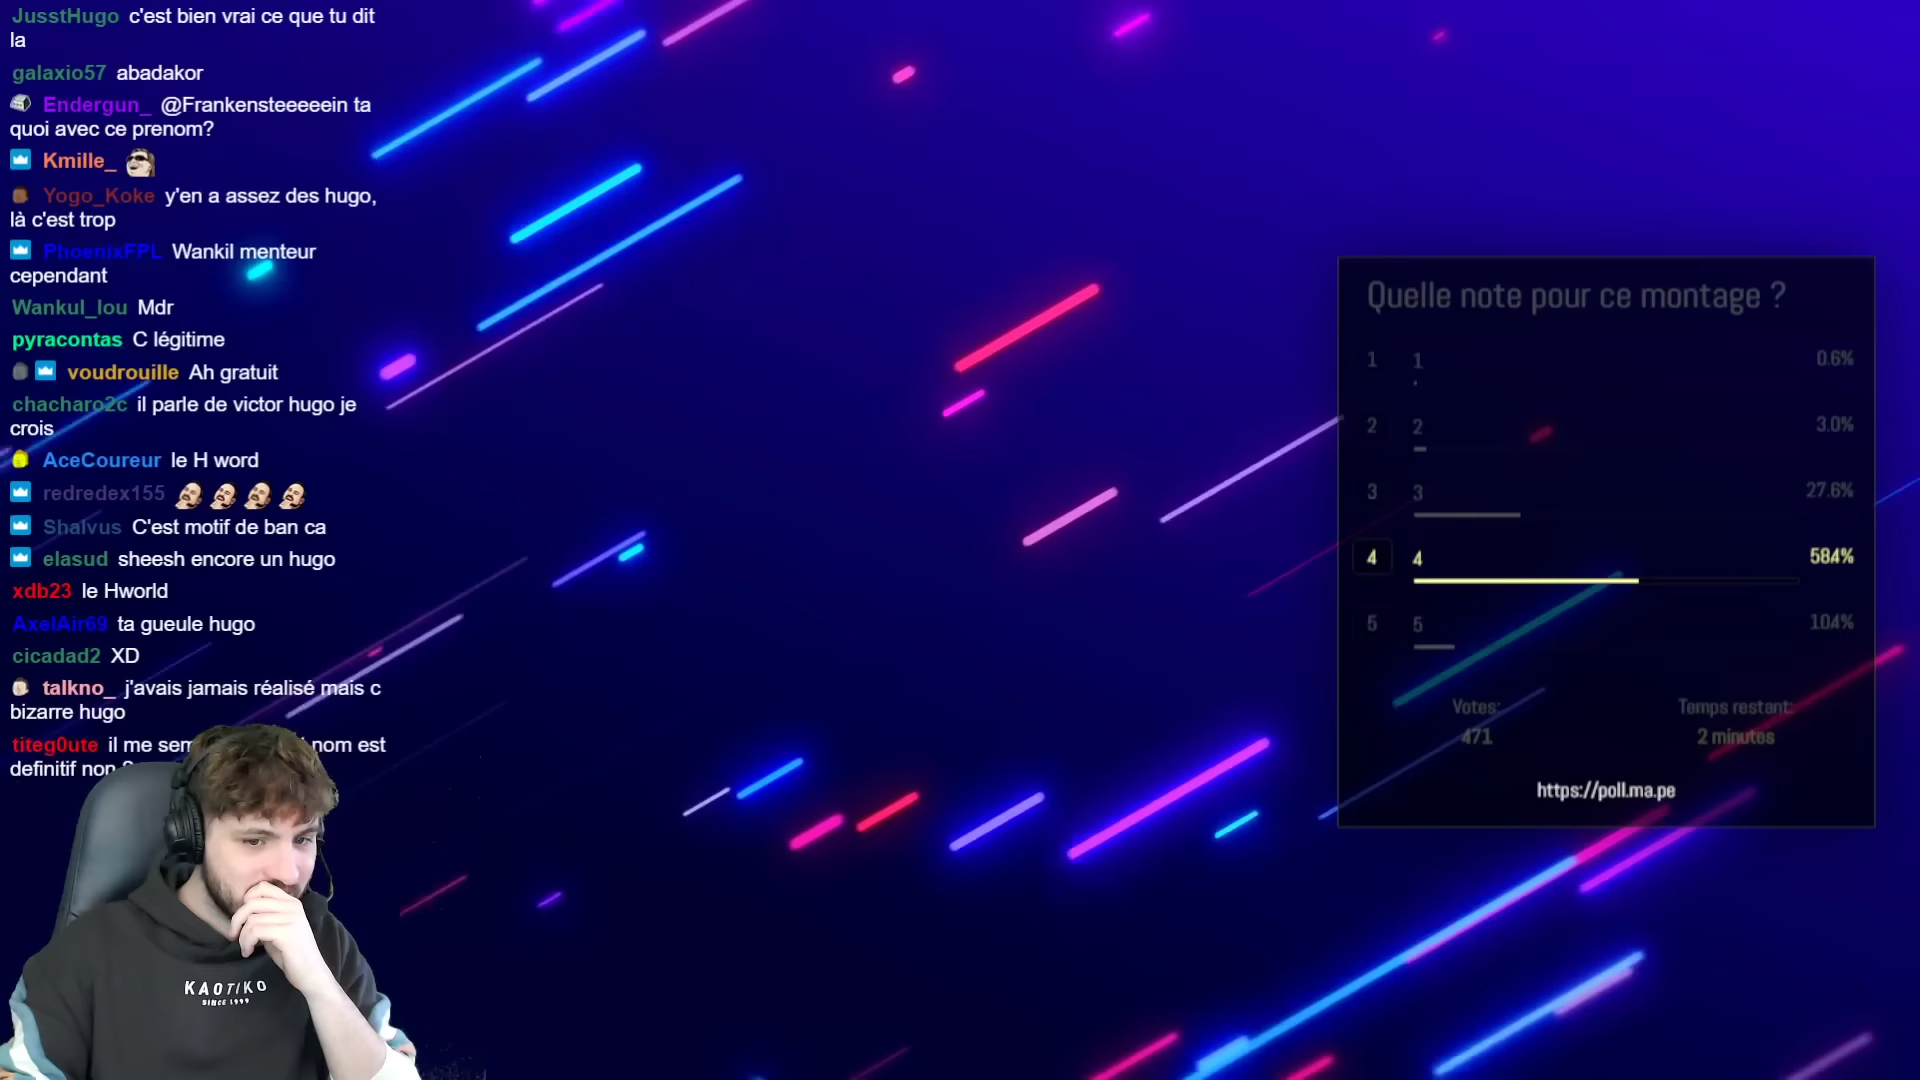 JusstHugo c'est bien vrai ce que tu dit
la
galaxio57 abadakor
Endergun_ @Frankensteeeeein ta
quoi avec ce prenom?
Kmille_
Yogo_Koke y'en a assez des hugo,
là c'est trop
PhoenixFPL Wankil menteur
cependant
Wankul_lou Mdr
pyracontas C légitime
voudrouille Ah gratuit
chacharo2c il parle de victor hugo je
crois
AceCoureur le H word
redredex155
Shalvus C'est motif de ban ca
elasud sheesh encore un hugo
xdb23 le Hworld
AxelAir69 ta gueule hugo
cicadad2 XD
talkno_ j'avais jamais réalisé mais c
bizarre hugo
titeg0ute il me nom est
definitif non
KAOTIKO
SINCE 1999
Quelle note pour ce montage ?
1 1 0.6%
2 2 3.0%
3 3 27.6%
4 4 58.4%
5 5 10.4%
Votes: Temps restant:
471 2 minutes
https://poll.ma.pe